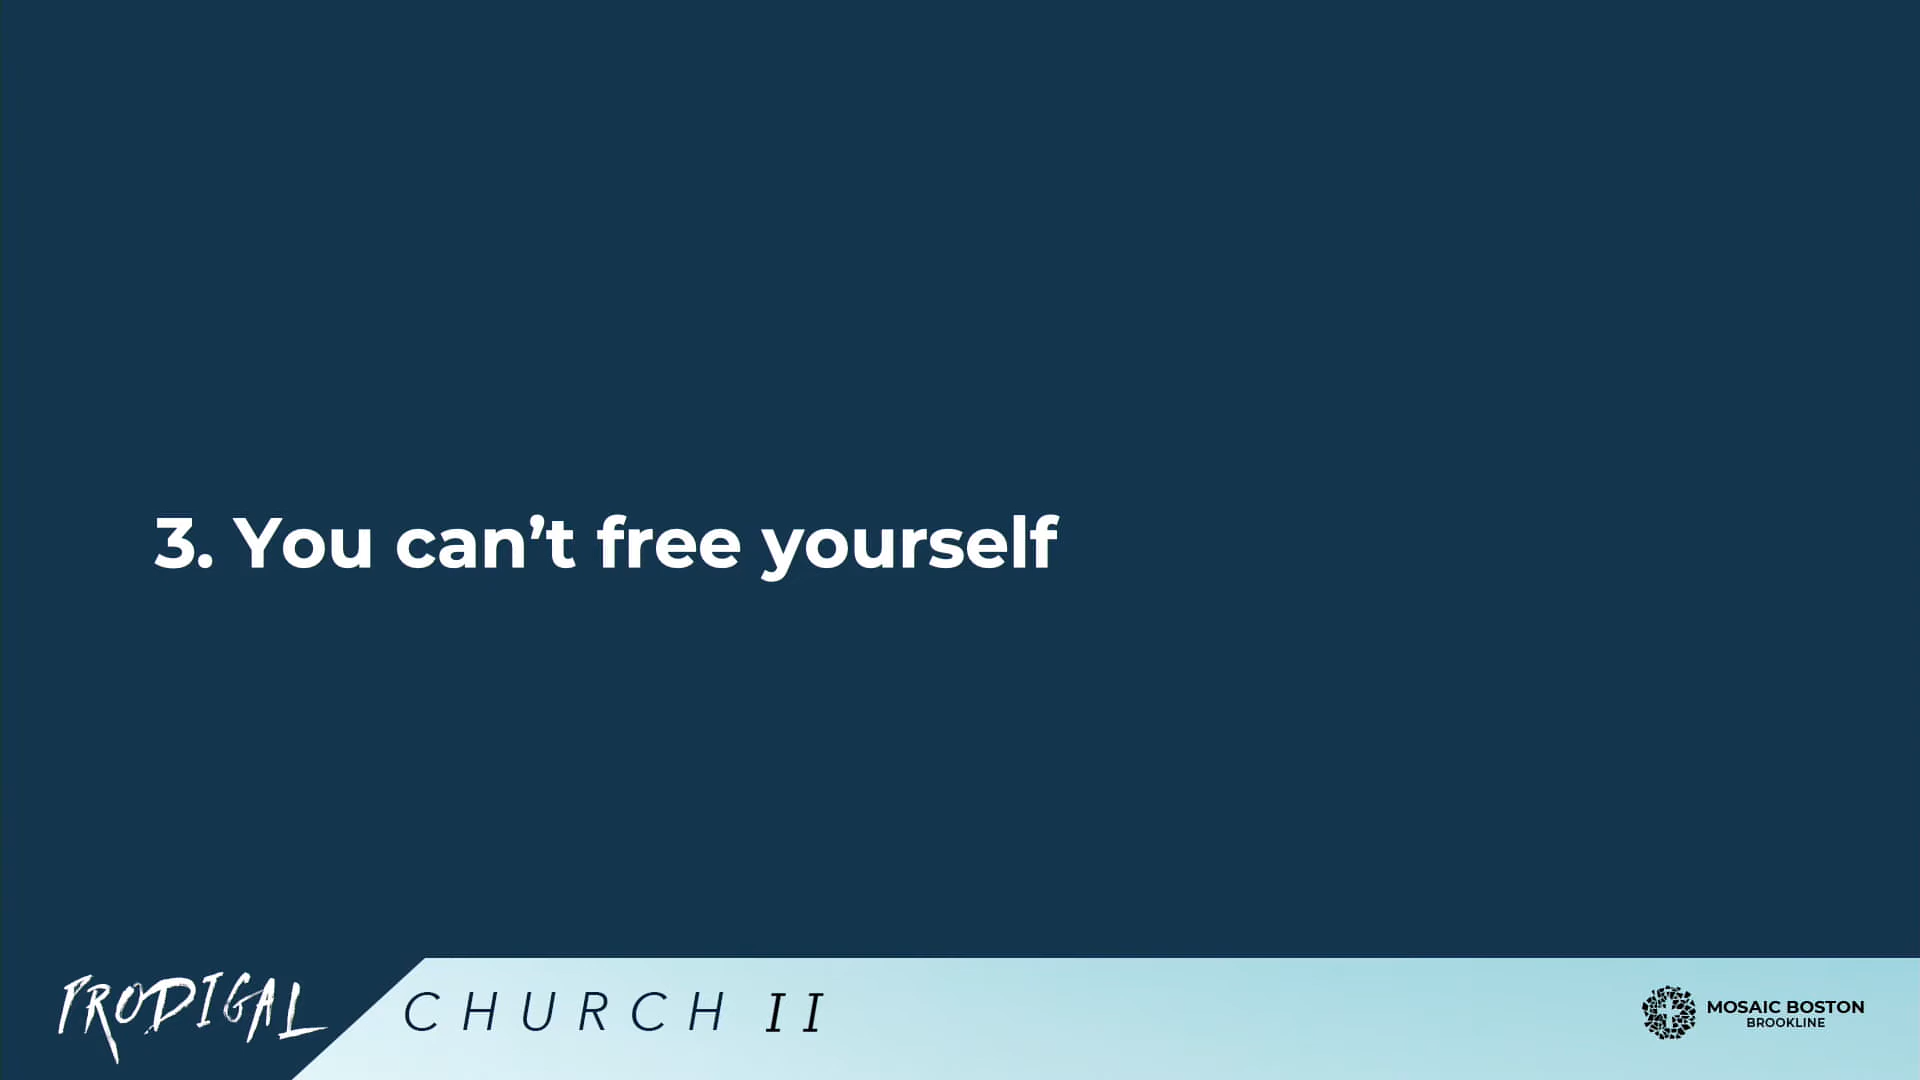 3. You can’t free yourself
PRODIGAL CHURCH II
MOSAIC BOSTON
BROOKLINE